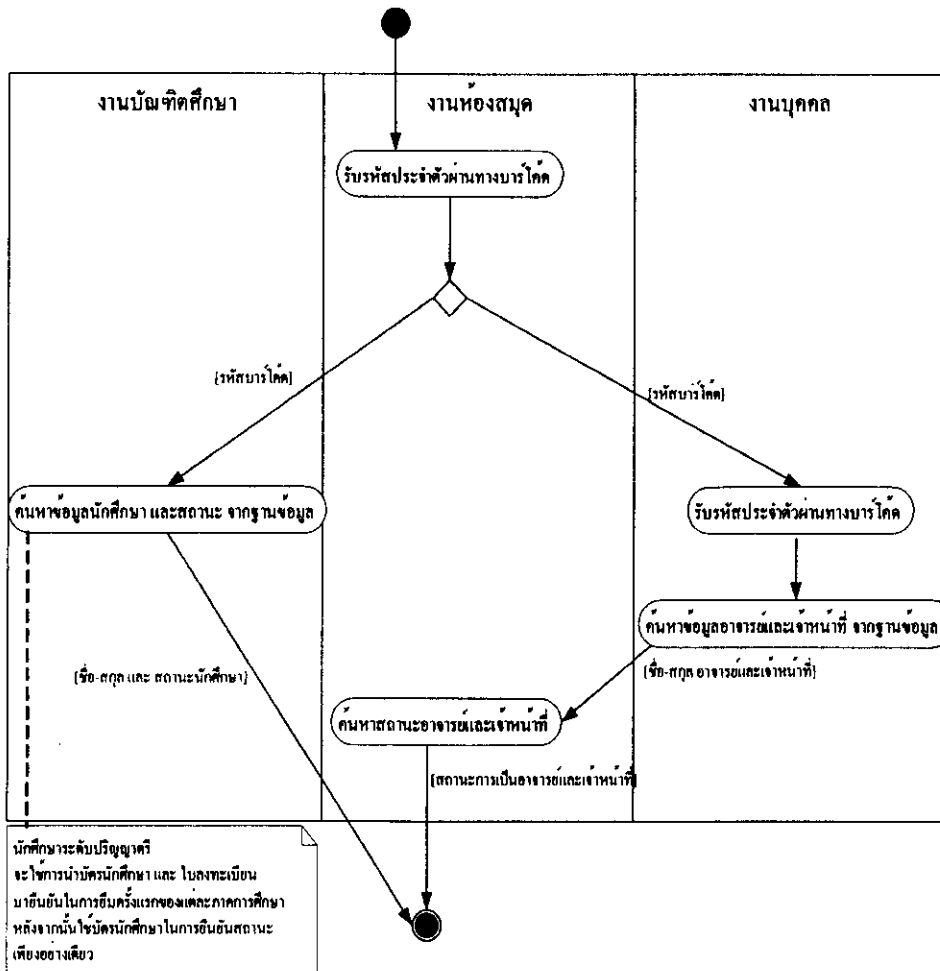 งานบัณฑิตศึกษา
งานห้องสมุด
งานบุคคล
รับรหัสประจำตัวผ่านทางบาร์โค้ด
[รหัสบาร์โค้ด]
[รหัสบาร์โค้ด]
ค้นหาข้อมูลนักศึกษา และสถานะ จากฐานข้อมูล
รับรหัสประจำตัวผ่านทางบาร์โค้ด
ค้นหาข้อมูลอาจารย์และเจ้าหน้าที่ จากฐานข้อมูล
[ชื่อ-สกุล และ สถานะนักศึกษา]
[ชื่อ-สกุล อาจารย์และเจ้าหน้าที่]
ค้นหาสถานะอาจารย์และเจ้าหน้าที่
[สถานะการเป็นอาจารย์และเจ้าหน้าที่]
นักศึกษาระดับปริญญาตรี
จะใช้การนำบัตรนักศึกษา และ ใบลงทะเบียน
มายืนยันในการยืมครั้งแรกของแต่ละภาคการศึกษา
หลังจากนั้นใช้บัตรนักศึกษาในการยืนยันสถานะ
เพียงอย่างเดียว